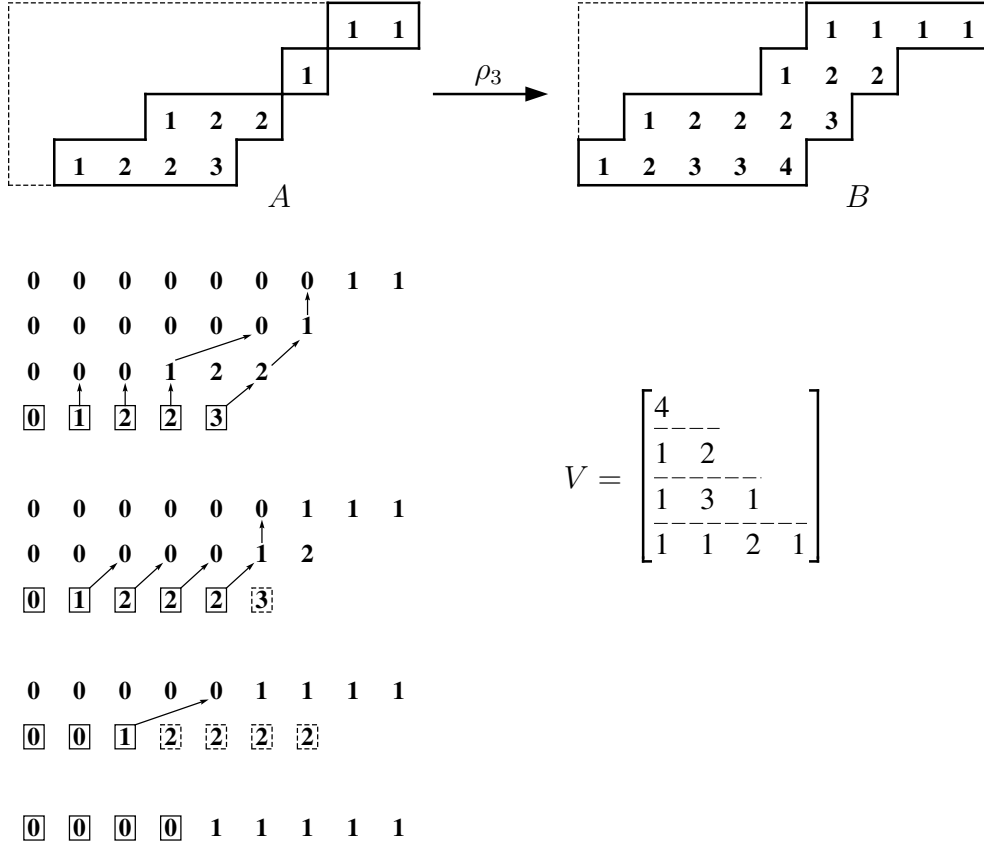 1 1
1
1 2 2
1 2 2 3
A
ρ₃
1 1 1 1
1 2 2
1 2 2 2 3
1 2 3 3 4
B
0 0 0 0 0 0 0 1 1
0 0 0 0 0 0 1
0 0 0 1 2 2
0 1 2 2 3
0 0 0 0 0 0 1 1 1
0 0 0 0 0 1 2
0 1 2 2 2 3
0 0 0 0 0 1 1 1 1
0 0 1 2 2 2 2
0 0 0 0 1 1 1 1 1
V =
4
1 2
1 3 1
1 1 2 1